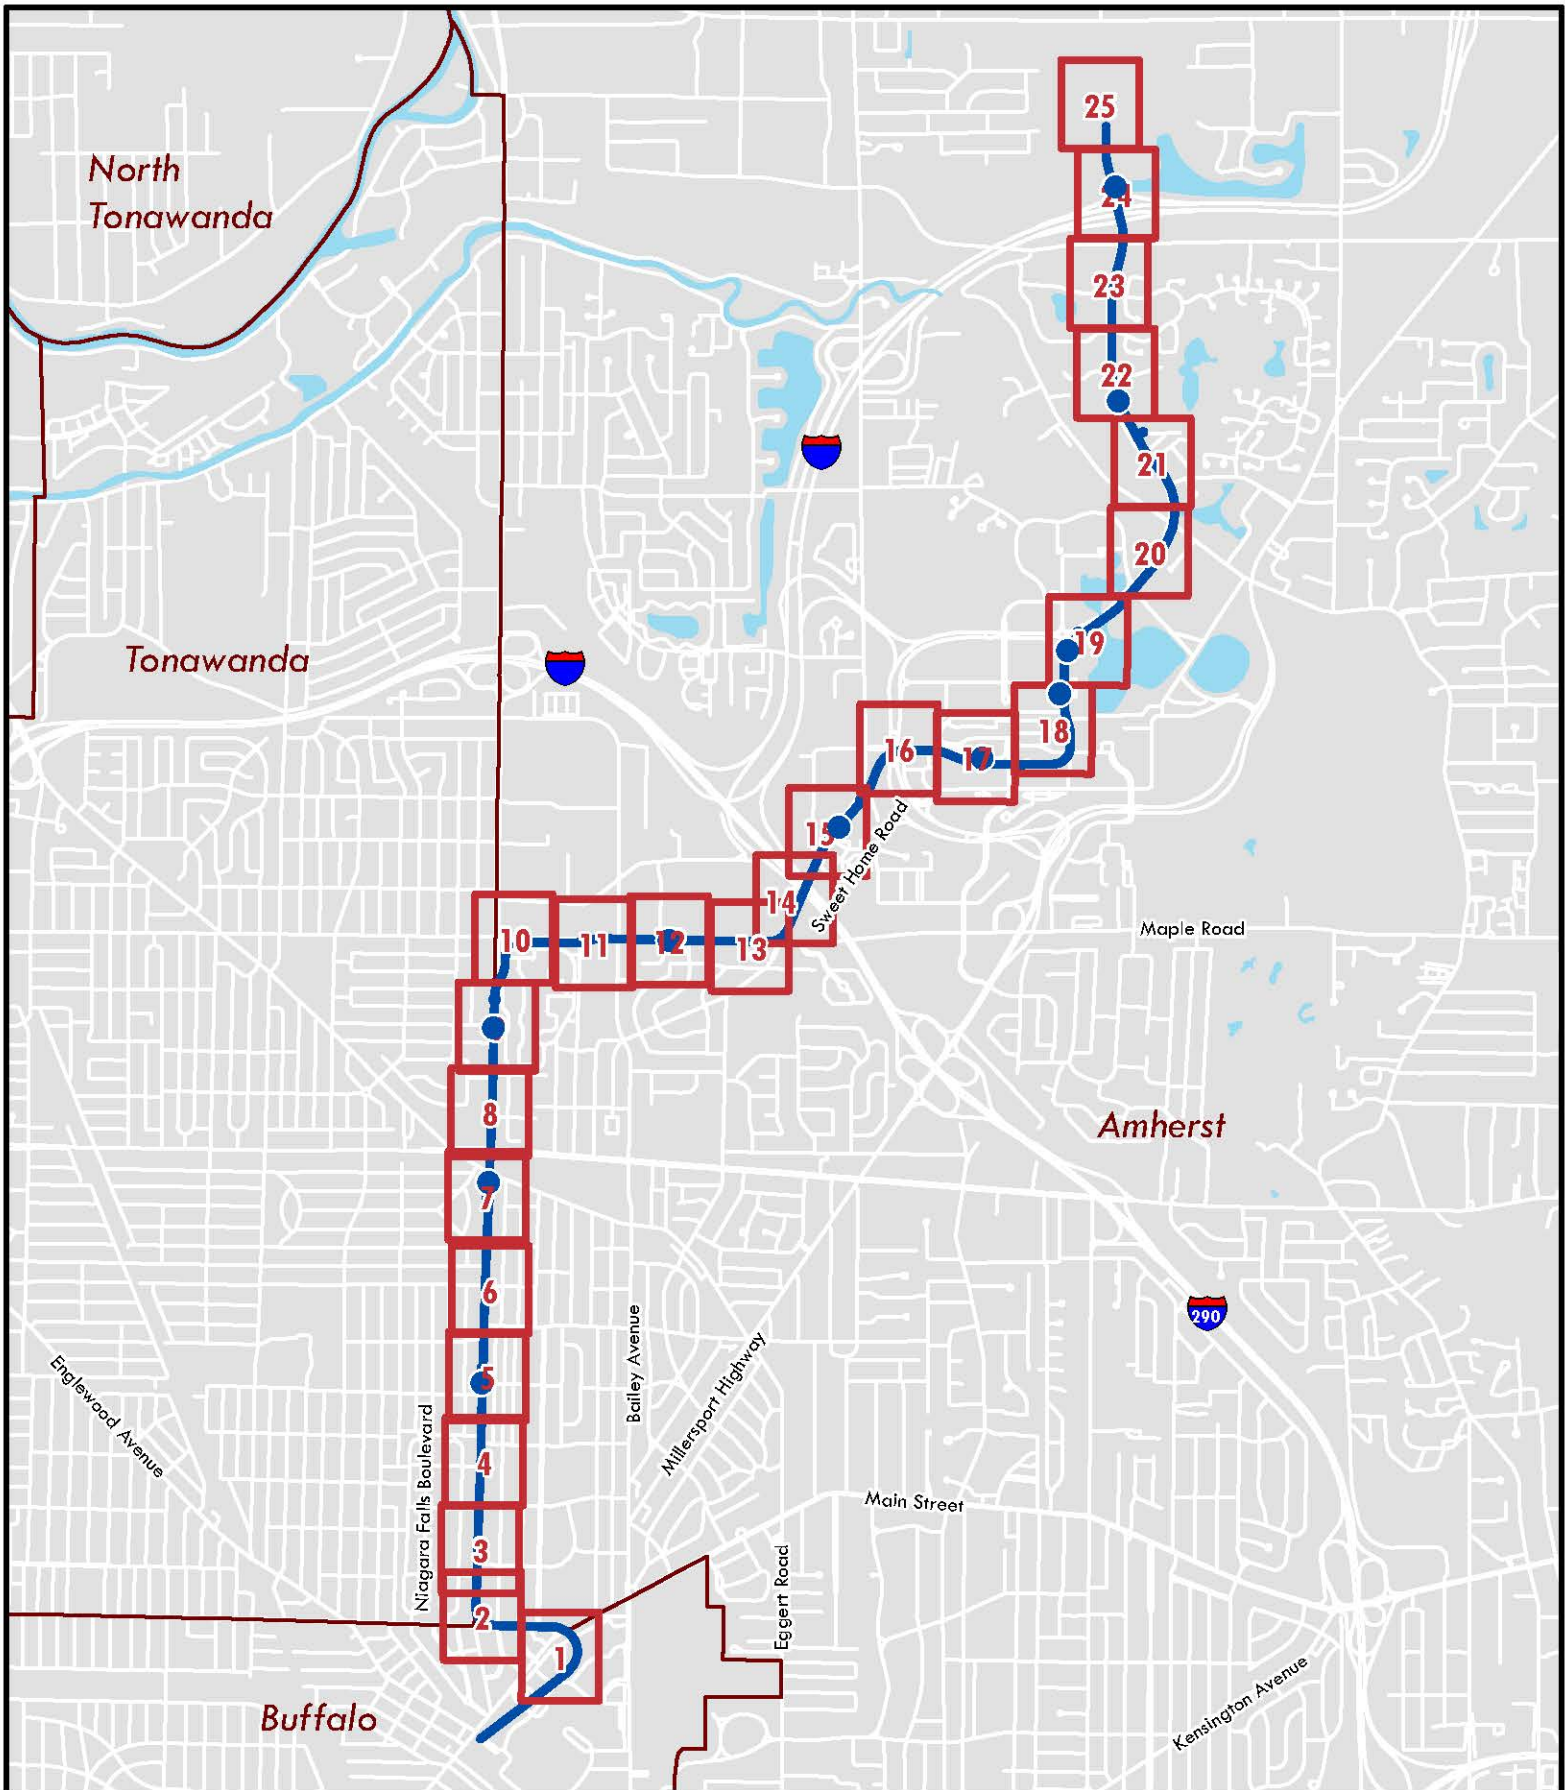 25
North
Tonawanda
24
23
22
21
20
19
Tonawanda
18
16
17
15
Sweet Home Road
14
10
11
12
13
Maple Road
8
Amherst
7
6
290
5
Bailey Avenue
Millersport Highway
Englewood Avenue
Niagara Falls Boulevard
4
Main Street
3
Eggert Road
2
1
Kensington Avenue
Buffalo